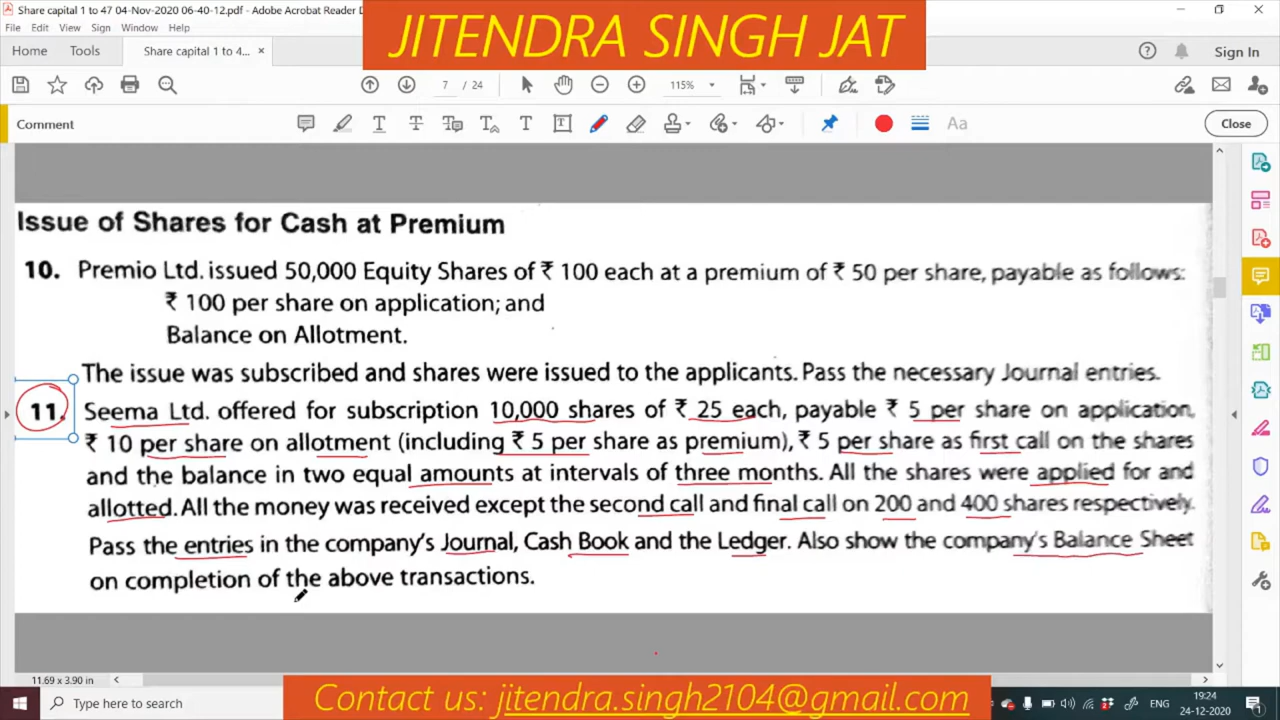 Share capital 1 to 47 04-Nov-2020 06-40-12.pdf - Adobe Acrobat Reader D
JITENDRA SINGH JAT
File Edit View Sign Window Help
Home Tools Share capital 1 to 4... × Sign In
7 / 24 115%
Comment Aa Close
Issue of Shares for Cash at Premium
10. Premio Ltd. issued 50,000 Equity Shares of ₹ 100 each at a premium of ₹ 50 per share, payable as follows:
₹ 100 per share on application; and
Balance on Allotment.
The issue was subscribed and shares were issued to the applicants. Pass the necessary Journal entries.
11. Seema Ltd. offered for subscription 10,000 shares of ₹ 25 each, payable ₹ 5 per share on application,
₹ 10 per share on allotment (including ₹ 5 per share as premium), ₹ 5 per share as first call on the shares
and the balance in two equal amounts at intervals of three months. All the shares were applied for and
allotted. All the money was received except the second call and final call on 200 and 400 shares respectively.
Pass the entries in the company's Journal, Cash Book and the Ledger. Also show the company's Balance Sheet
on completion of the above transactions.
11.69 x 3.90 in
Contact us: jitendra.singh2104@gmail.com
Type here to search
ENG
19:24
24-12-2020
1